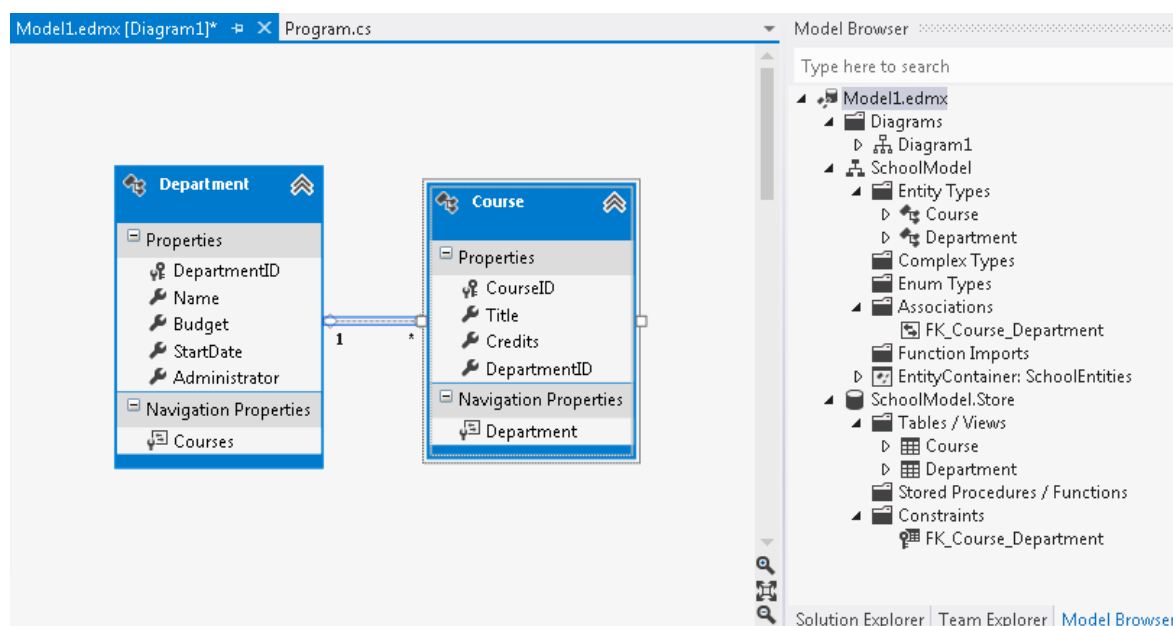 Model1.edmx [Diagram1]*
Program.cs
Department
Properties
DepartmentID
Name
Budget
StartDate
Administrator
Navigation Properties
Courses
1
*
Course
Properties
CourseID
Title
Credits
DepartmentID
Navigation Properties
Department
Model Browser
Type here to search
Model1.edmx
Diagrams
Diagram1
SchoolModel
Entity Types
Course
Department
Complex Types
Enum Types
Associations
FK_Course_Department
Function Imports
EntityContainer: SchoolEntities
SchoolModel.Store
Tables / Views
Course
Department
Stored Procedures / Functions
Constraints
FK_Course_Department
Solution Explorer
Team Explorer
Model Browser